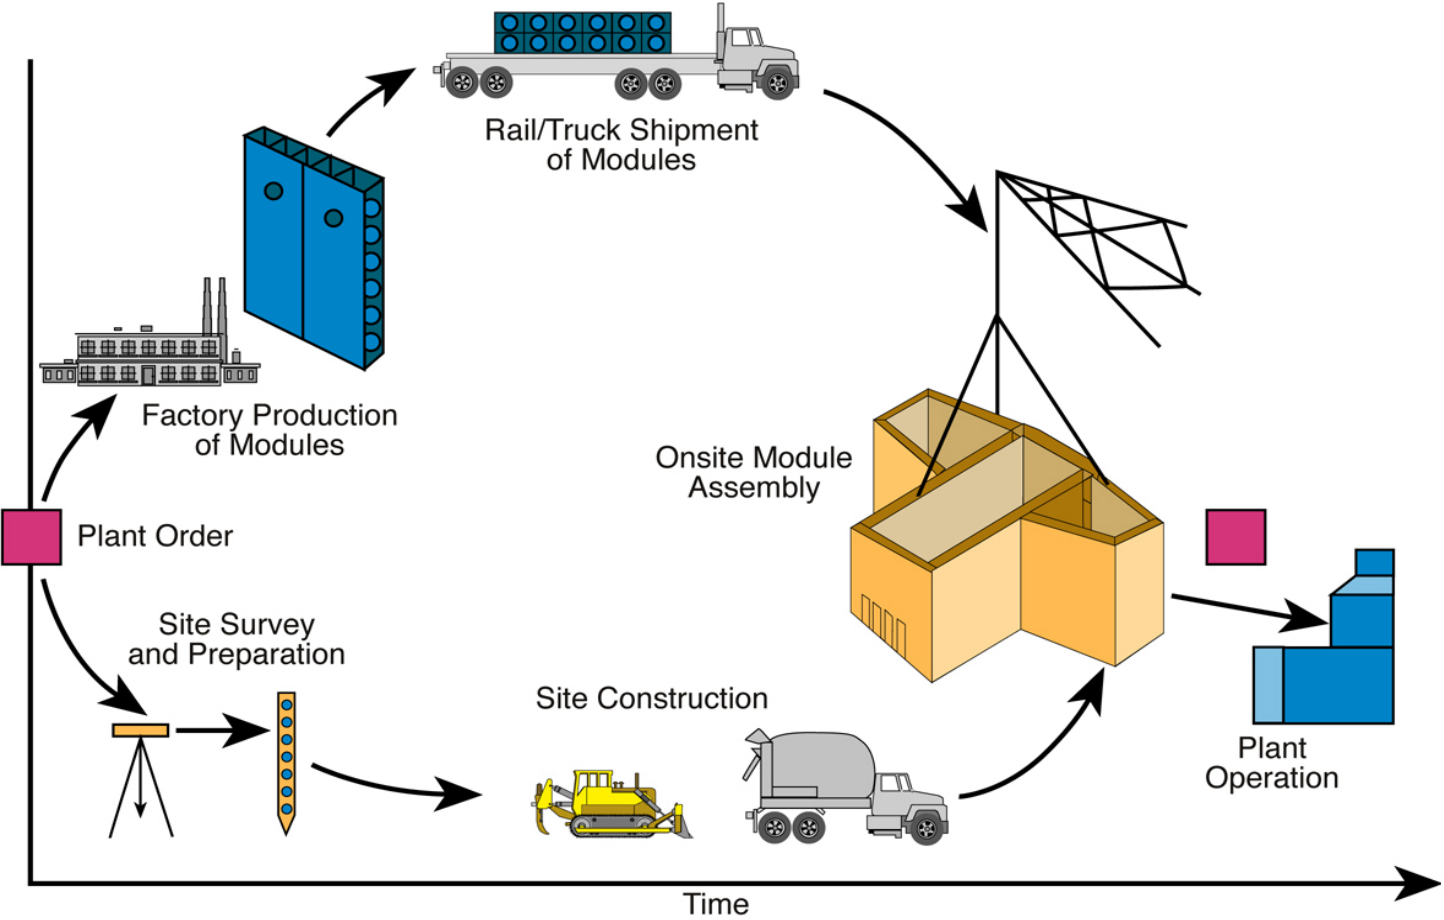 Rail/Truck Shipment
of Modules
Factory Production
of Modules
Onsite Module
Assembly
Plant Order
Site Survey
and Preparation
Site Construction
Plant
Operation
Time